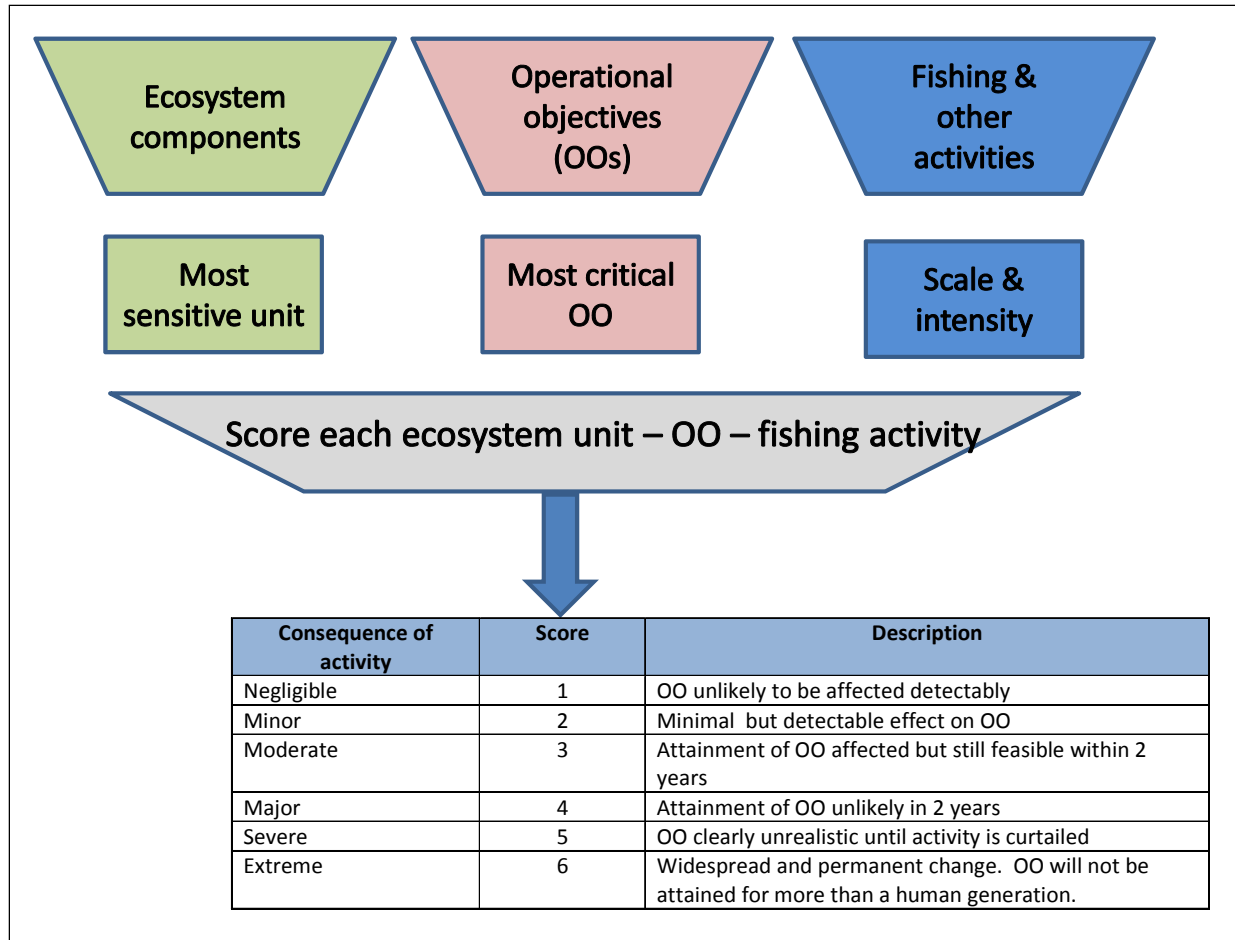 Ecosystem
components
Operational
objectives
(OOs)
Fishing &
other
activities
Most
sensitive unit
Most critical
OO
Scale &
intensity
Score each ecosystem unit – OO – fishing activity
Consequence of
activity
Score
Description
Negligible 1 OO unlikely to be affected detectably
Minor 2 Minimal but detectable effect on OO
Moderate 3 Attainment of OO affected but still feasible within 2
years
Major 4 Attainment of OO unlikely in 2 years
Severe 5 OO clearly unrealistic until activity is curtailed
Extreme 6 Widespread and permanent change. OO will not be
attained for more than a human generation.